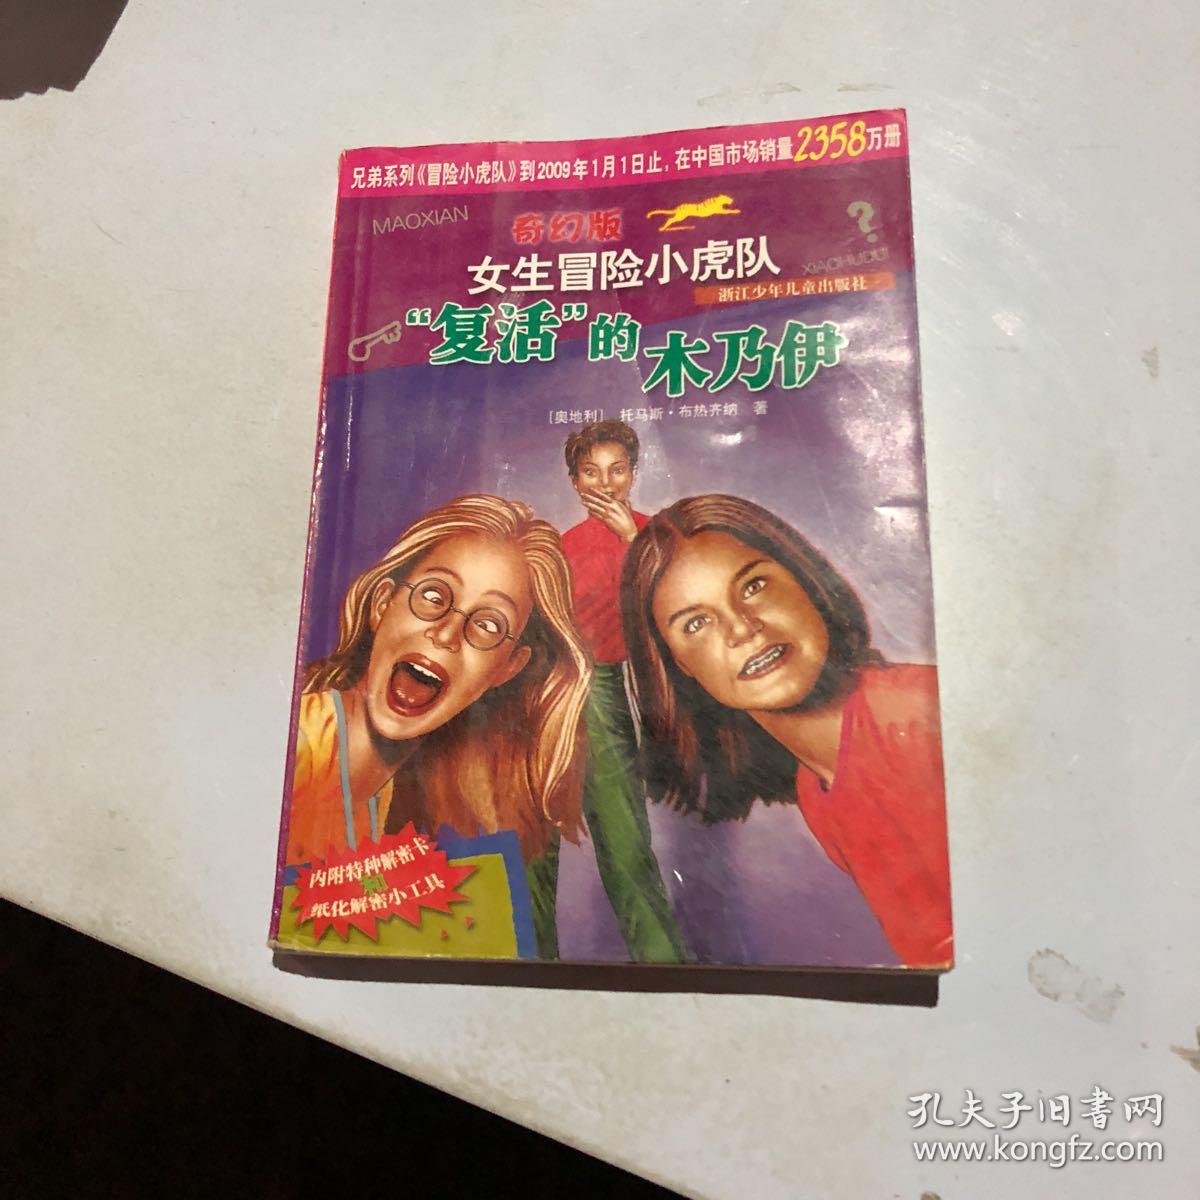 兄弟系列《冒险小虎队》到2009年1月1日止，在中国市场销量2358万册
MAOXIAN
奇幻版
?
XIAOHUDUI
女生冒险小虎队
浙江少年儿童出版社
“复活”的木乃伊
[奥地利] 托马斯·布热齐纳 著
内附特种解密卡
和
纸化解密小工具
孔夫子旧书网
www.kongfz.com